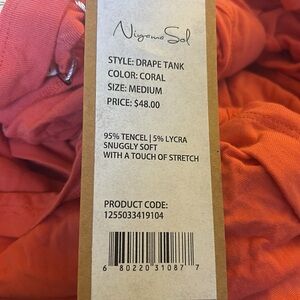 Niyama Sol
STYLE: DRAPE TANK
COLOR: CORAL
SIZE: MEDIUM
PRICE: $48.00
95% TENCEL | 5% LYCRA
SNUGGLY SOFT
WITH A TOUCH OF STRETCH
PRODUCT CODE:
1255033419104
6 80220 31087 7